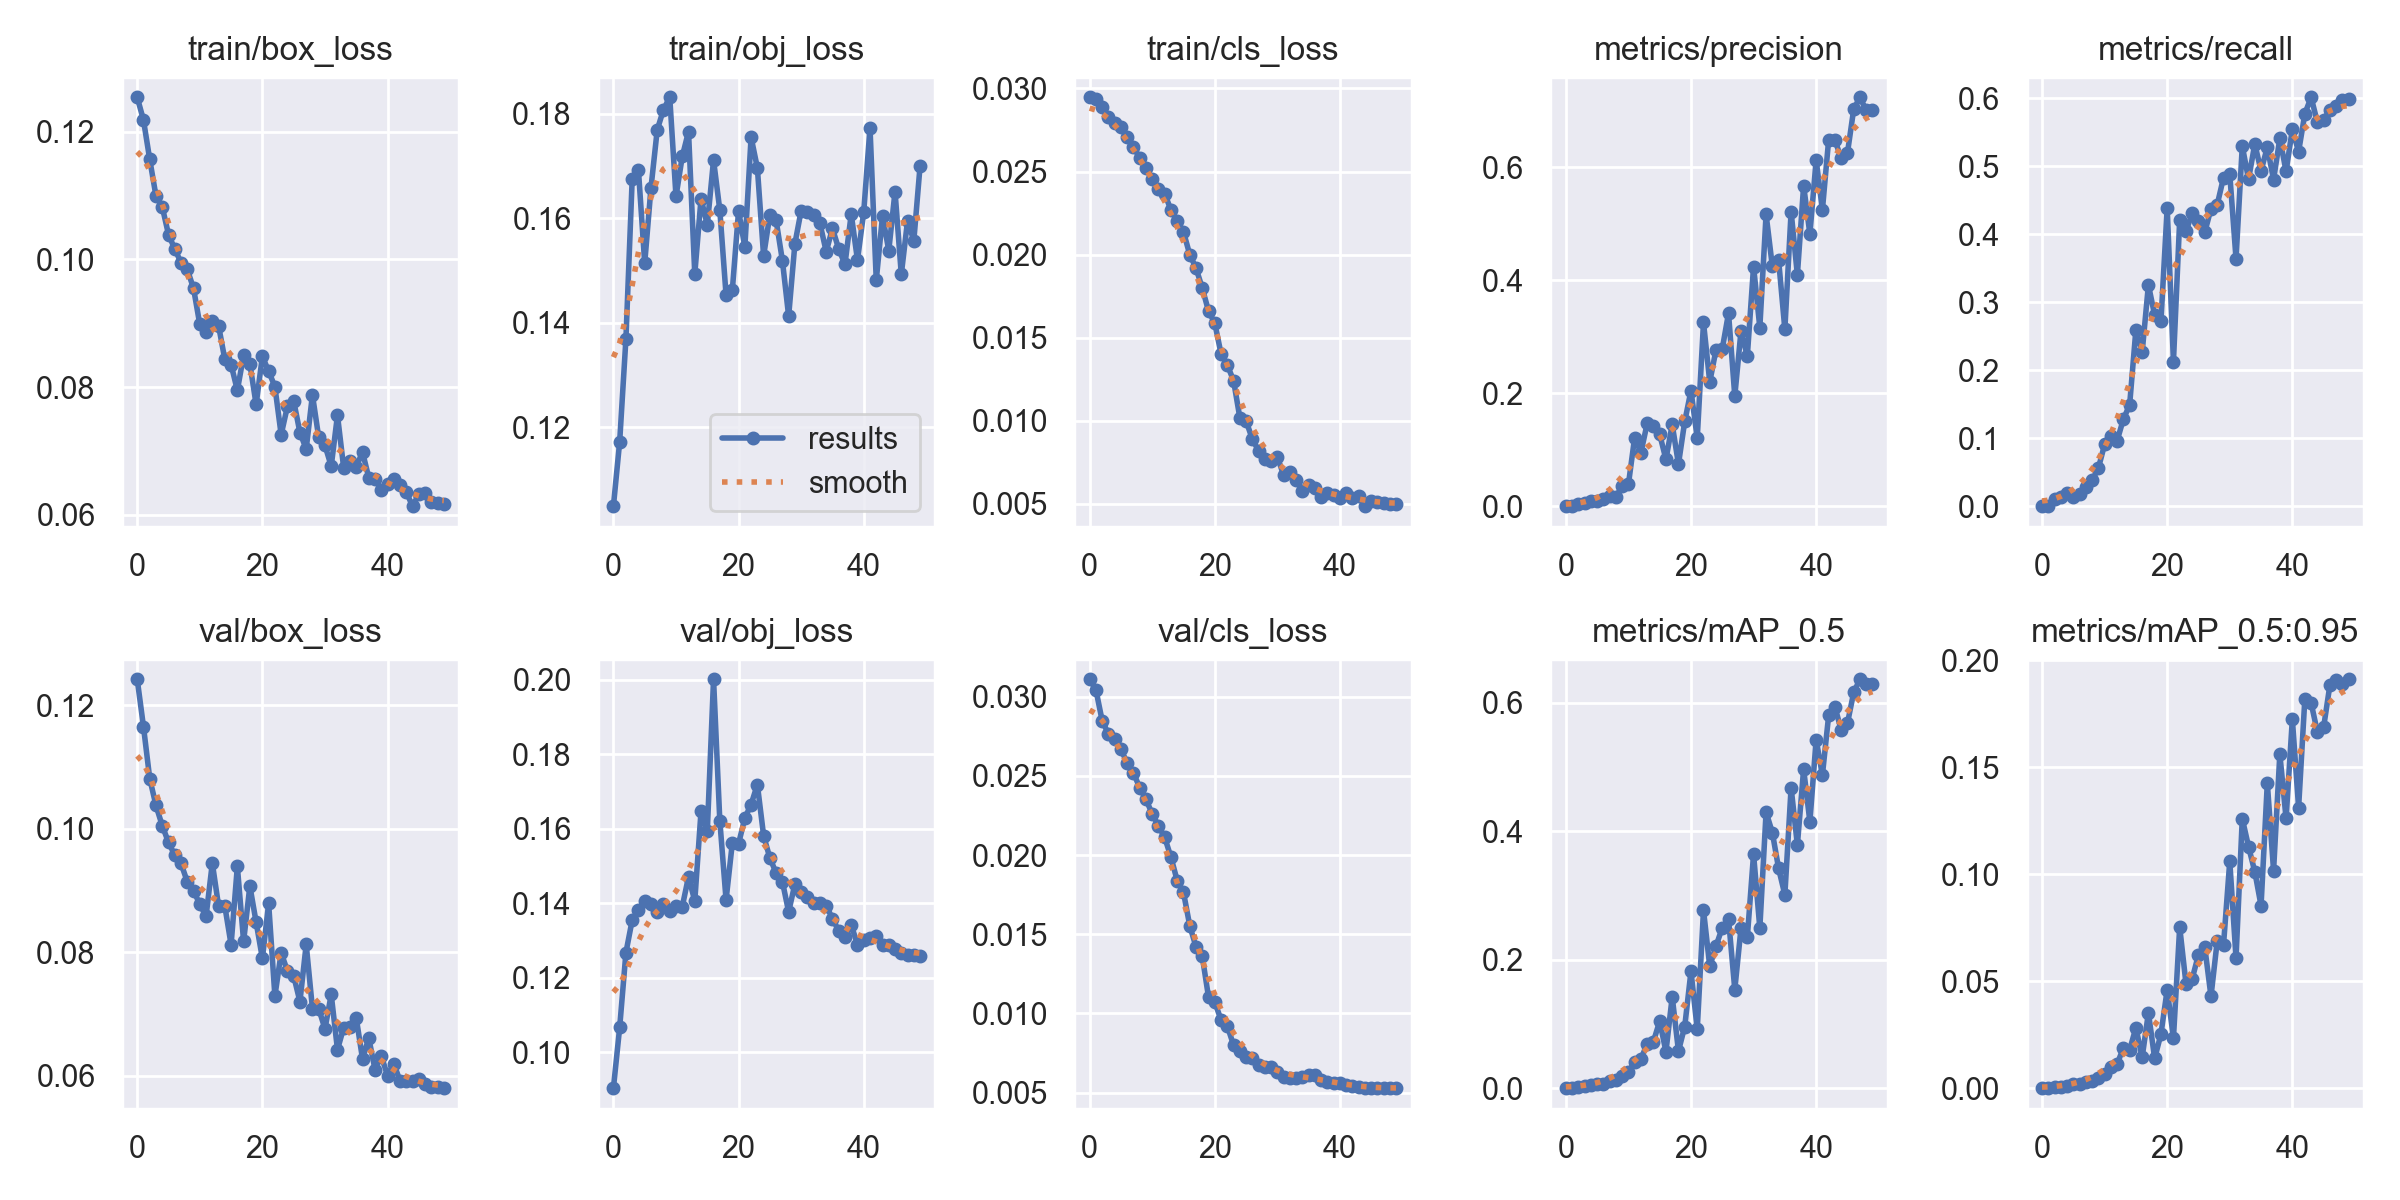 train/box_loss
0.12
0.10
0.08
0.06
0 20 40
train/obj_loss
0.18
0.16
0.14
0.12
results
smooth
0 20 40
train/cls_loss
0.030
0.025
0.020
0.015
0.010
0.005
0 20 40
metrics/precision
0.6
0.4
0.2
0.0
0 20 40
metrics/recall
0.6
0.5
0.4
0.3
0.2
0.1
0.0
0 20 40
val/box_loss
0.12
0.10
0.08
0.06
0 20 40
val/obj_loss
0.20
0.18
0.16
0.14
0.12
0.10
0 20 40
val/cls_loss
0.030
0.025
0.020
0.015
0.010
0.005
0 20 40
metrics/mAP_0.5
0.6
0.4
0.2
0.0
0 20 40
metrics/mAP_0.5:0.95
0.20
0.15
0.10
0.05
0.00
0 20 40